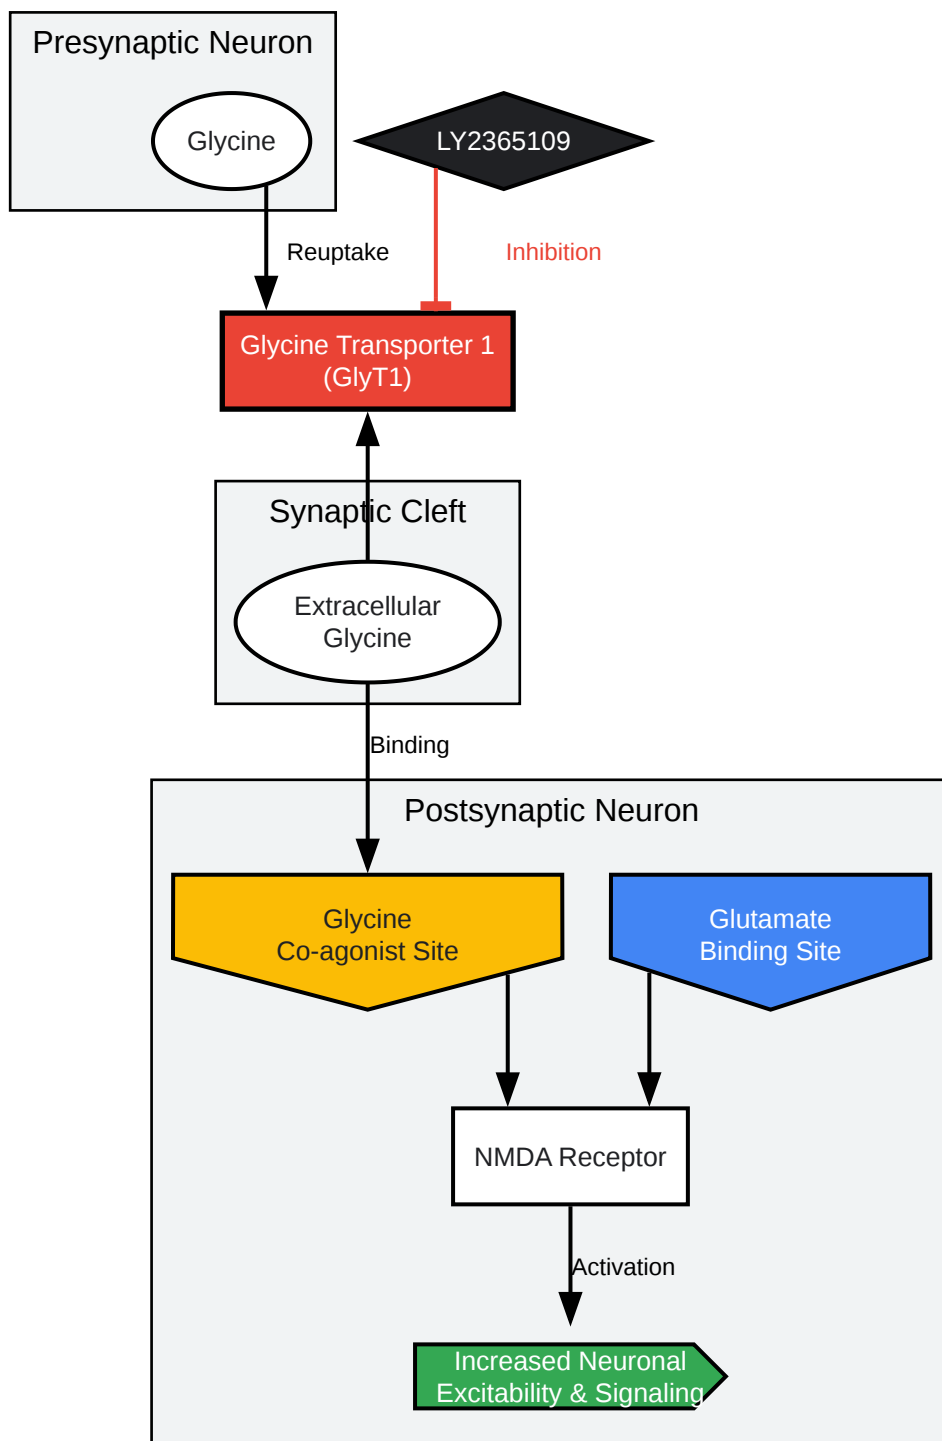 Presynaptic Neuron
Glycine
LY2365109
Reuptake
Inhibition
Glycine Transporter 1
(GlyT1)
Synaptic Cleft
Extracellular
Glycine
Binding
Postsynaptic Neuron
Glycine
Co-agonist Site
Glutamate
Binding Site
NMDA Receptor
Activation
Increased Neuronal
Excitability & Signaling